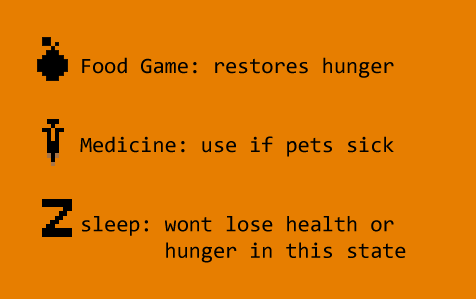 Food Game: restores hunger
Medicine: use if pets sick
Z sleep: wont lose health or
hunger in this state